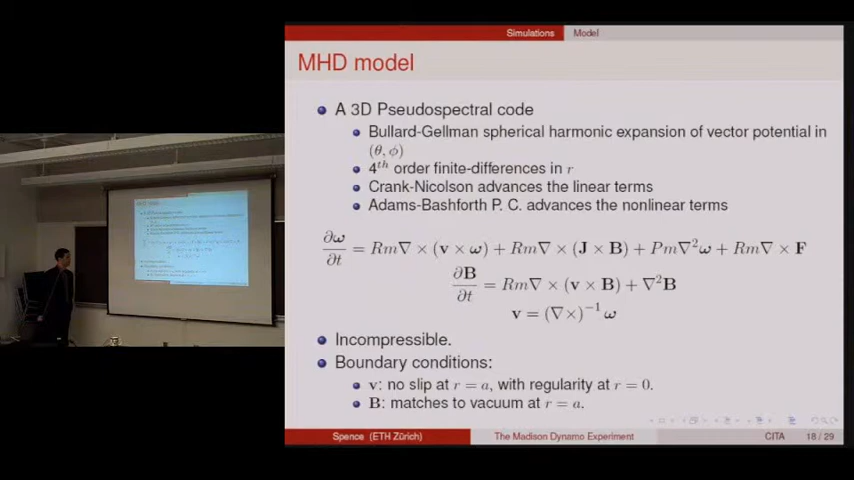 Simulations Model
MHD model
A 3D Pseudospectral code
Bullard-Gellman spherical harmonic expansion of vector potential in
(θ, ϕ)
4th order finite-differences in r
Crank-Nicolson advances the linear terms
Adams-Bashforth P. C. advances the nonlinear terms
∂ω/∂t = Rm∇ × (v × ω) + Rm∇ × (J × B) + Pm∇²ω + Rm∇ × F
∂B/∂t = Rm∇ × (v × B) + ∇²B
v = (∇×)⁻¹ ω
Incompressible.
Boundary conditions:
v: no slip at r = a, with regularity at r = 0.
B: matches to vacuum at r = a.
Spence (ETH Zürich) The Madison Dynamo Experiment CITA 18 / 29